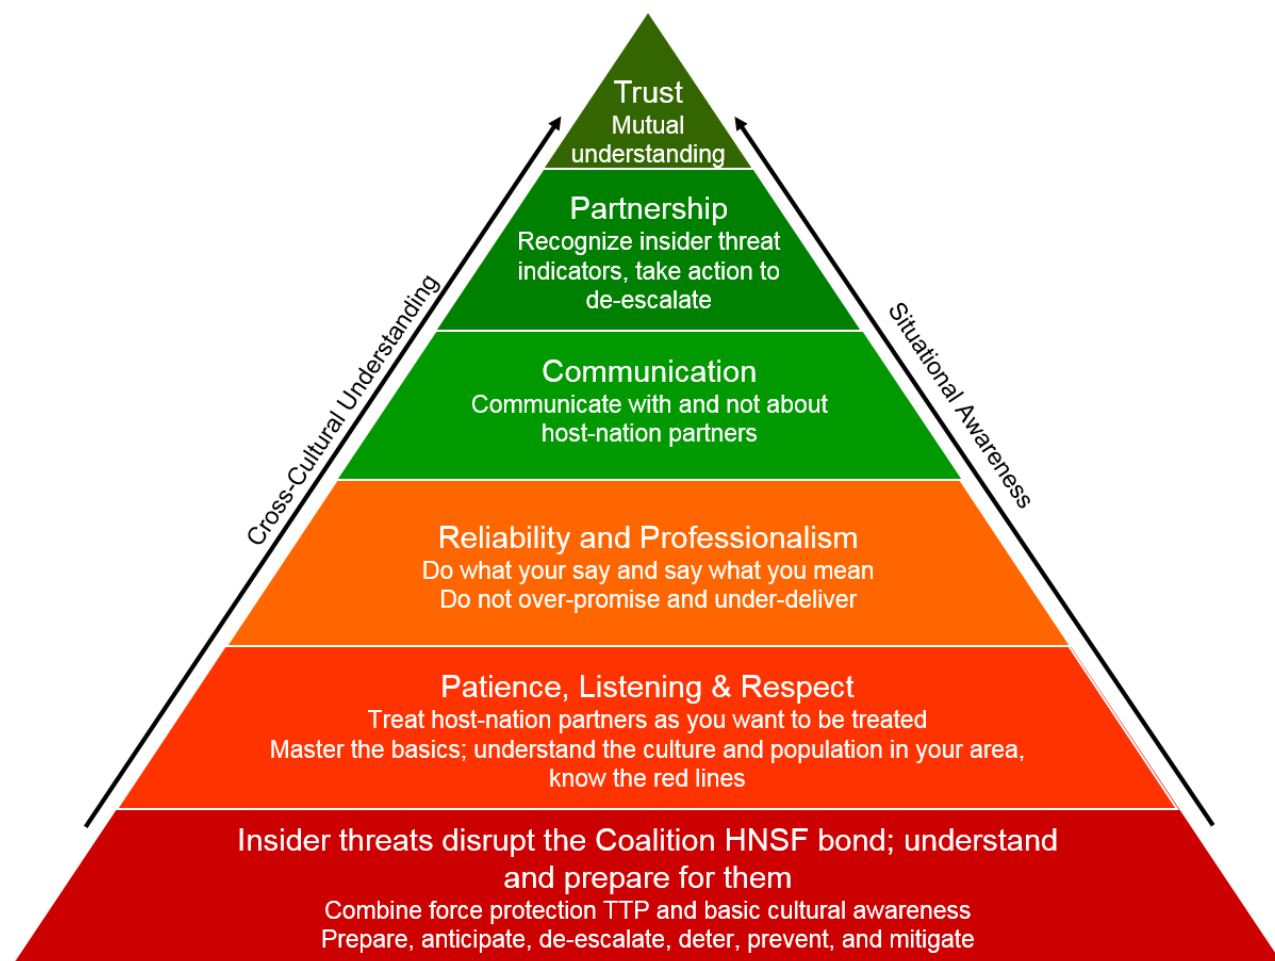 Trust
Mutual
understanding
Partnership
Recognize insider threat
indicators, take action to
de-escalate
Cross-Cultural Understanding
Situational Awareness
Communication
Communicate with and not about
host-nation partners
Reliability and Professionalism
Do what your say and say what you mean
Do not over-promise and under-deliver
Patience, Listening & Respect
Treat host-nation partners as you want to be treated
Master the basics; understand the culture and population in your area,
know the red lines
Insider threats disrupt the Coalition HNSF bond; understand
and prepare for them
Combine force protection TTP and basic cultural awareness
Prepare, anticipate, de-escalate, deter, prevent, and mitigate